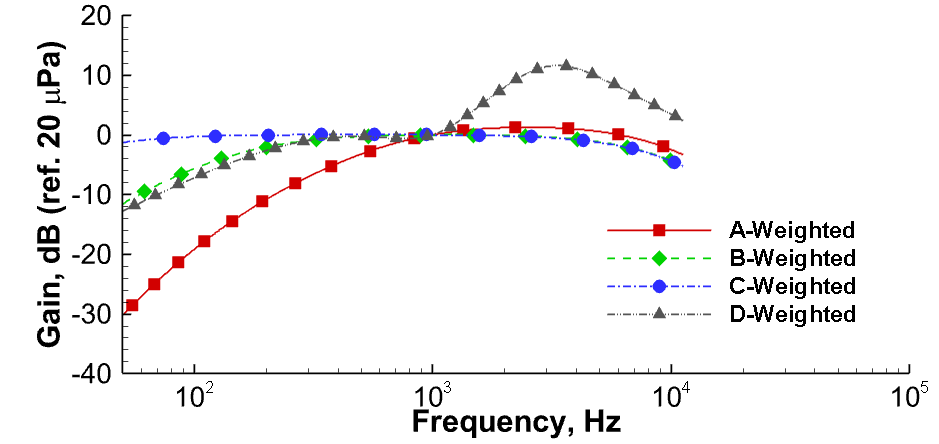 20
10
0
-10
-20
-30
-40
Gain, dB (ref. 20 μPa)
A-Weighted
B-Weighted
C-Weighted
D-Weighted
10² 10³ 10⁴ 10⁵
Frequency, Hz